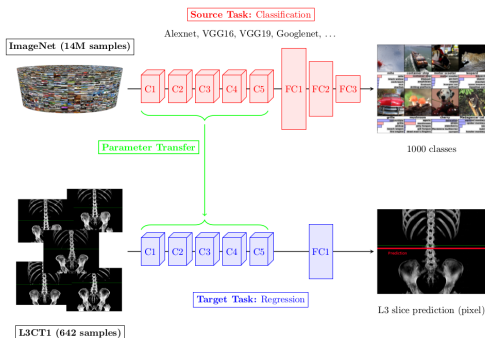 Source Task: Classification
Alexnet, VGG16, VGG19, Googlenet, ...
ImageNet (14M samples)
C1 C2 C3 C4 C5 FC1 FC2 FC3
1000 classes
Parameter Transfer
C1 C2 C3 C4 C5 FC1
Target Task: Regression
L3 slice prediction (pixel)
L3CT1 (642 samples)